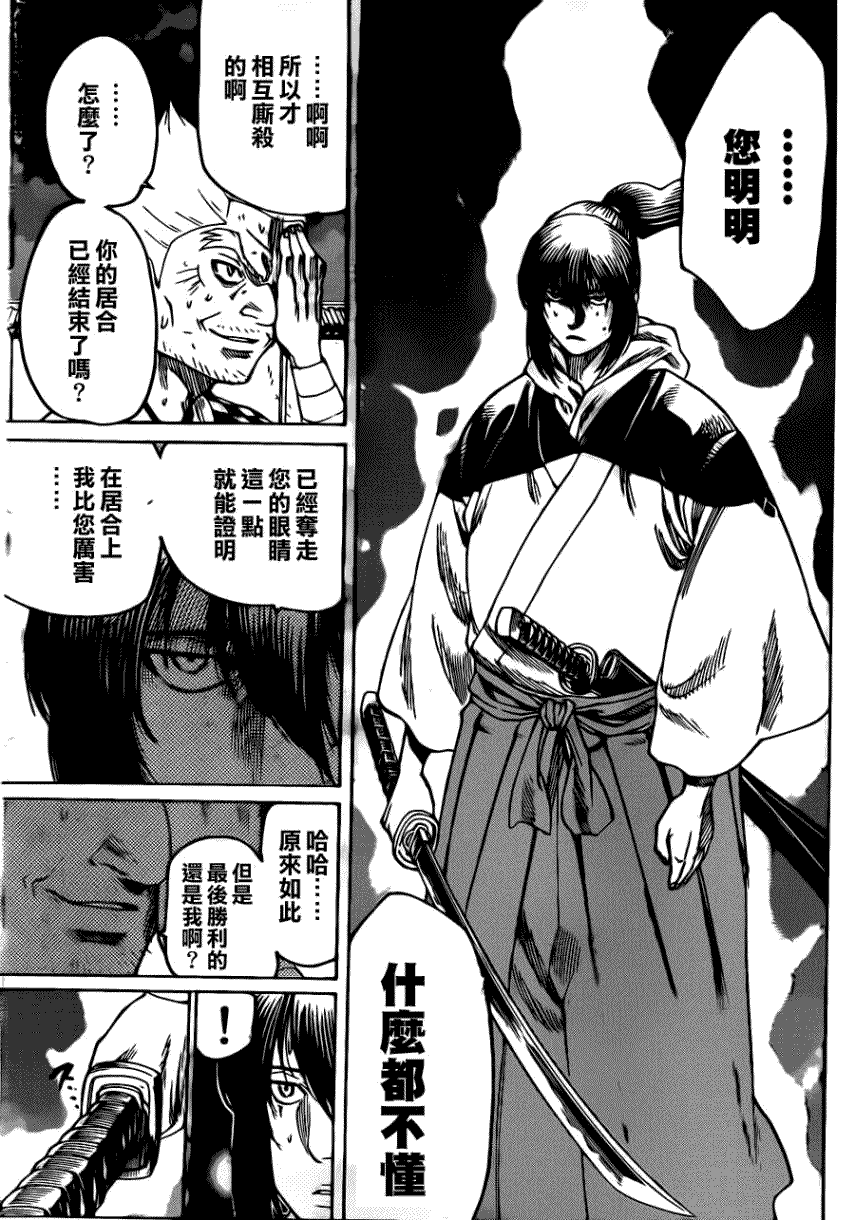 ……
您明明
什麼都不懂
……啊啊
所以才
相互廝殺
的啊
……
怎麼了？
你的居合
已經結束了嗎？
已經奪走
您的眼睛
這一點
就能證明
在居合上
我比您厲害
……
哈哈……
原來如此
但是
最後勝利的
還是我啊？
！